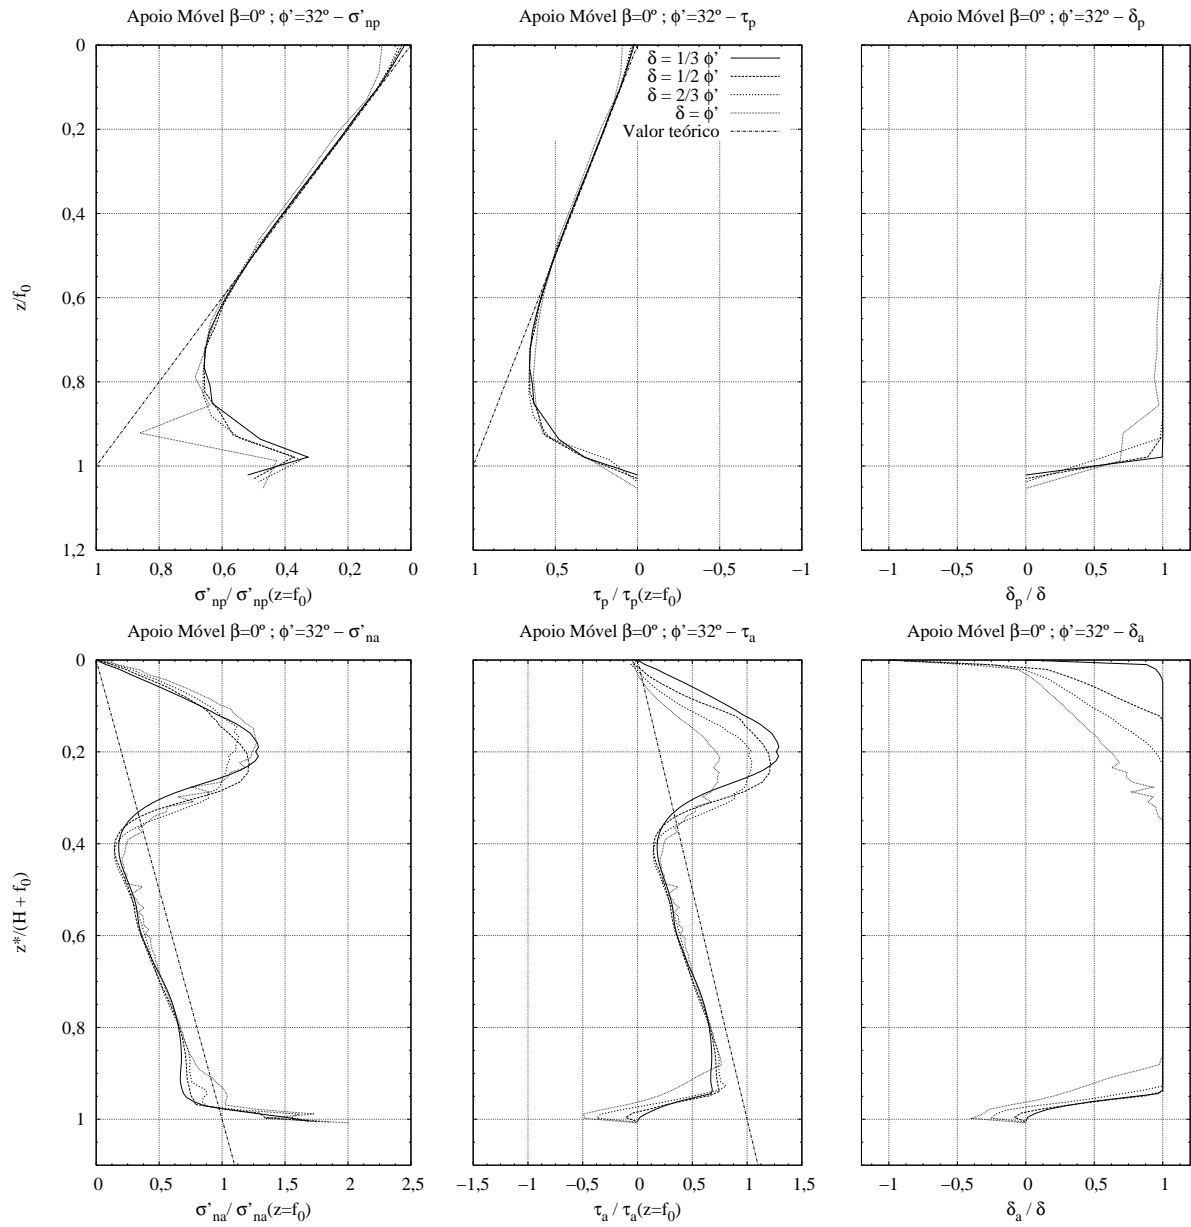 Apoio Móvel β=0º ; φ'=32º − σ'np
Apoio Móvel β=0º ; φ'=32º − τp
Apoio Móvel β=0º ; φ'=32º − δp
δ = 1/3 φ'
δ = 1/2 φ'
δ = 2/3 φ'
δ = φ'
Valor teórico
0
0,2
0,4
0,6
0,8
1
1,2
z/f0
1 0,8 0,6 0,4 0,2 0
1 0,5 0 −0,5 −1
−1 −0,5 0 0,5 1
σ'np/ σ'np(z=f0)
τp / τp(z=f0)
δp / δ
Apoio Móvel β=0º ; φ'=32º − σ'na
Apoio Móvel β=0º ; φ'=32º − τa
Apoio Móvel β=0º ; φ'=32º − δa
0
0,2
0,4
0,6
0,8
1
z*/(H + f0)
0 0,5 1 1,5 2 2,5
−1,5 −1 −0,5 0 0,5 1 1,5
−1 −0,5 0 0,5 1
σ'na/ σ'na(z=f0)
τa / τa(z=f0)
δa / δ